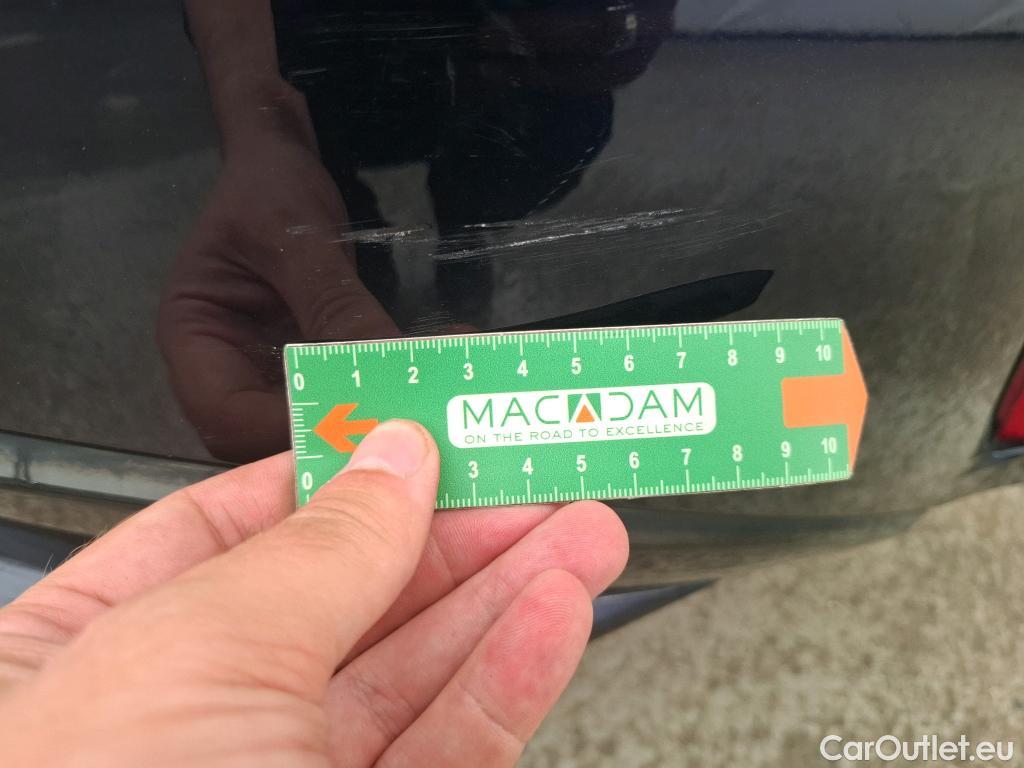 0 1 2 3 4 5 6 7 8 9 10
MACADAM
ON THE ROAD TO EXCELLENCE
0 3 4 5 6 7 8 9 10
CarOutlet.eu